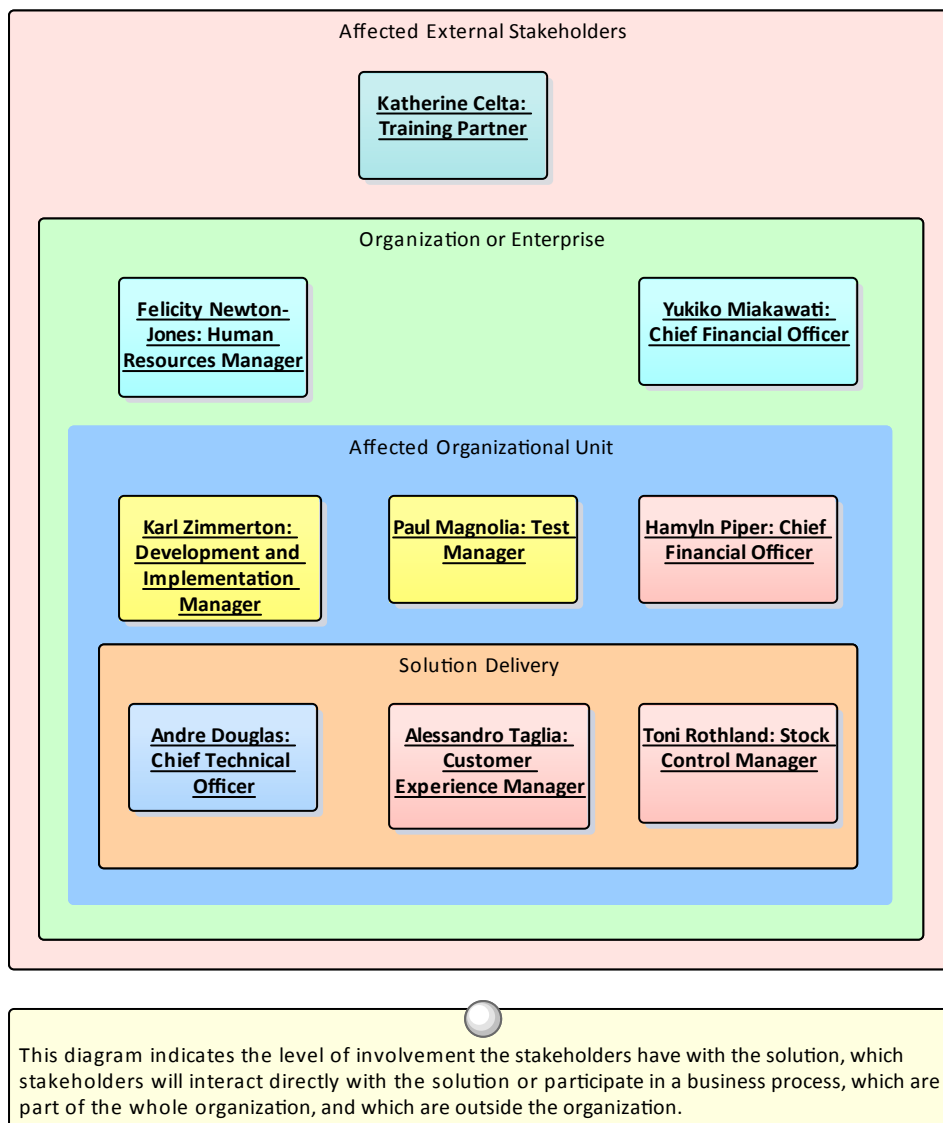 Affected External Stakeholders
Katherine Celta:
Training Partner
Organization or Enterprise
Felicity Newton-
Jones: Human
Resources Manager
Yukiko Miakawati:
Chief Financial Officer
Affected Organizational Unit
Karl Zimmerton:
Development and
Implementation
Manager
Paul Magnolia: Test
Manager
Hamyln Piper: Chief
Financial Officer
Solution Delivery
Andre Douglas:
Chief Technical
Officer
Alessandro Taglia:
Customer
Experience Manager
Toni Rothland: Stock
Control Manager
This diagram indicates the level of involvement the stakeholders have with the solution, which
stakeholders will interact directly with the solution or participate in a business process, which are
part of the whole organization, and which are outside the organization.